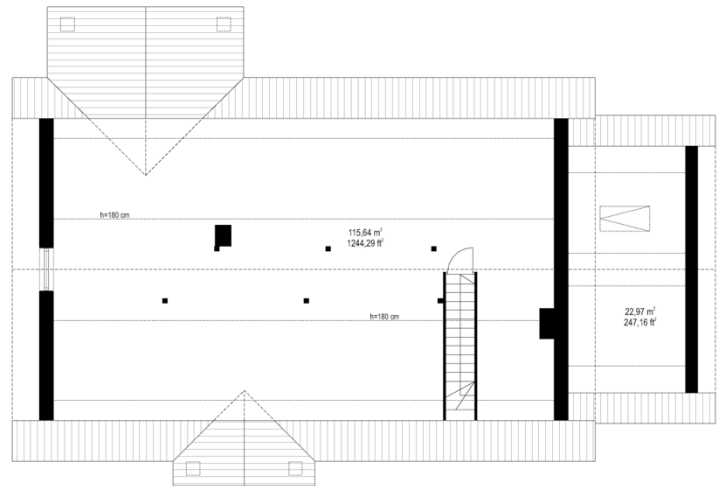 h=180 cm
115,64 m²
1244,29 ft²
h=180 cm
22,97 m²
247,16 ft²